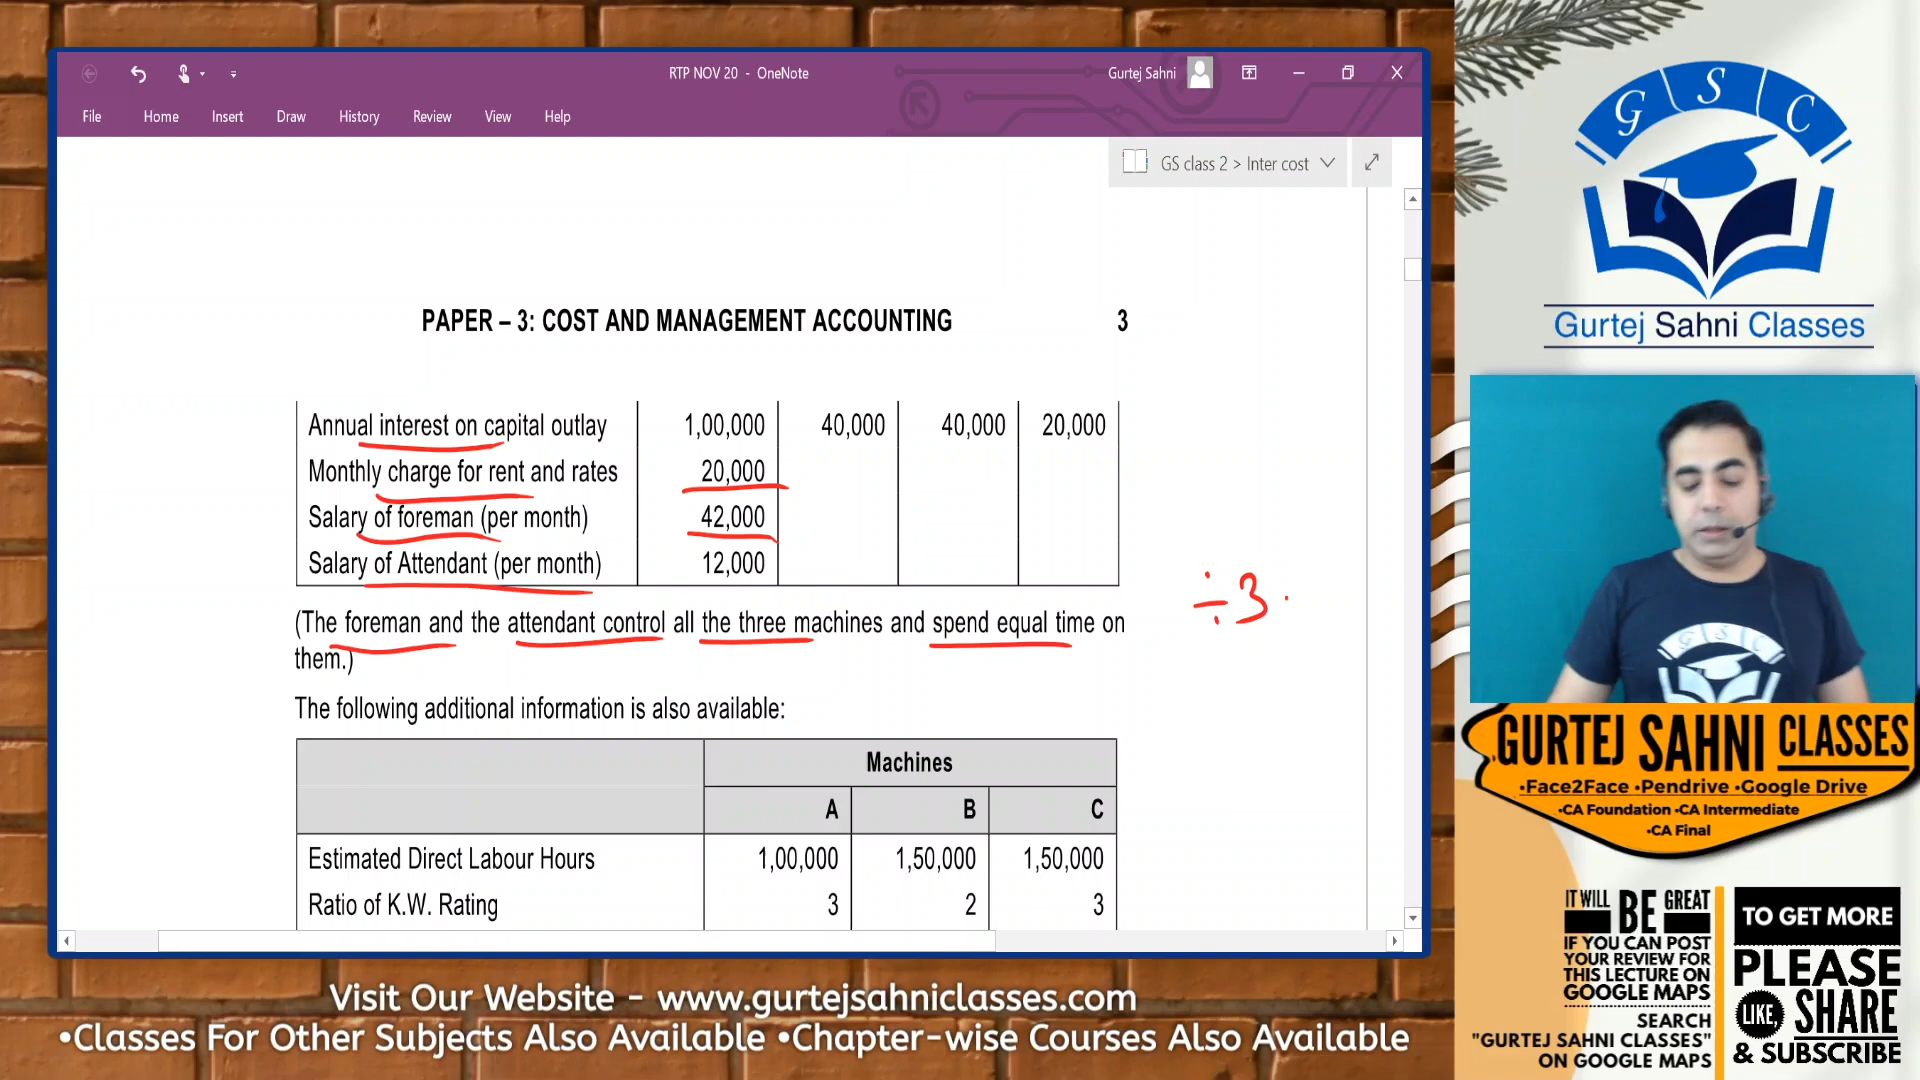 RTP NOV 20 - OneNote
Gurtej Sahni
File Home Insert Draw History Review View Help
GS class 2 > Inter cost
PAPER – 3: COST AND MANAGEMENT ACCOUNTING 3
Annual interest on capital outlay 1,00,000 40,000 40,000 20,000
Monthly charge for rent and rates 20,000
Salary of foreman (per month) 42,000
Salary of Attendant (per month) 12,000
÷3
(The foreman and the attendant control all the three machines and spend equal time on
them.)
The following additional information is also available:
Machines
A B C
Estimated Direct Labour Hours 1,00,000 1,50,000 1,50,000
Ratio of K.W. Rating 3 2 3
GSC
Gurtej Sahni Classes
GSC
GURTEJ SAHNI CLASSES
•Face2Face •Pendrive •Google Drive
•CA Foundation •CA Intermediate
•CA Final
IT WILL BE GREAT
IF YOU CAN POST
YOUR REVIEW FOR
THIS LECTURE ON
GOOGLE MAPS
SEARCH
"GURTEJ SAHNI CLASSES"
ON GOOGLE MAPS
TO GET MORE
PLEASE
LIKE, SHARE
& SUBSCRIBE
Visit Our Website - www.gurtejsahniclasses.com
•Classes For Other Subjects Also Available •Chapter-wise Courses Also Available